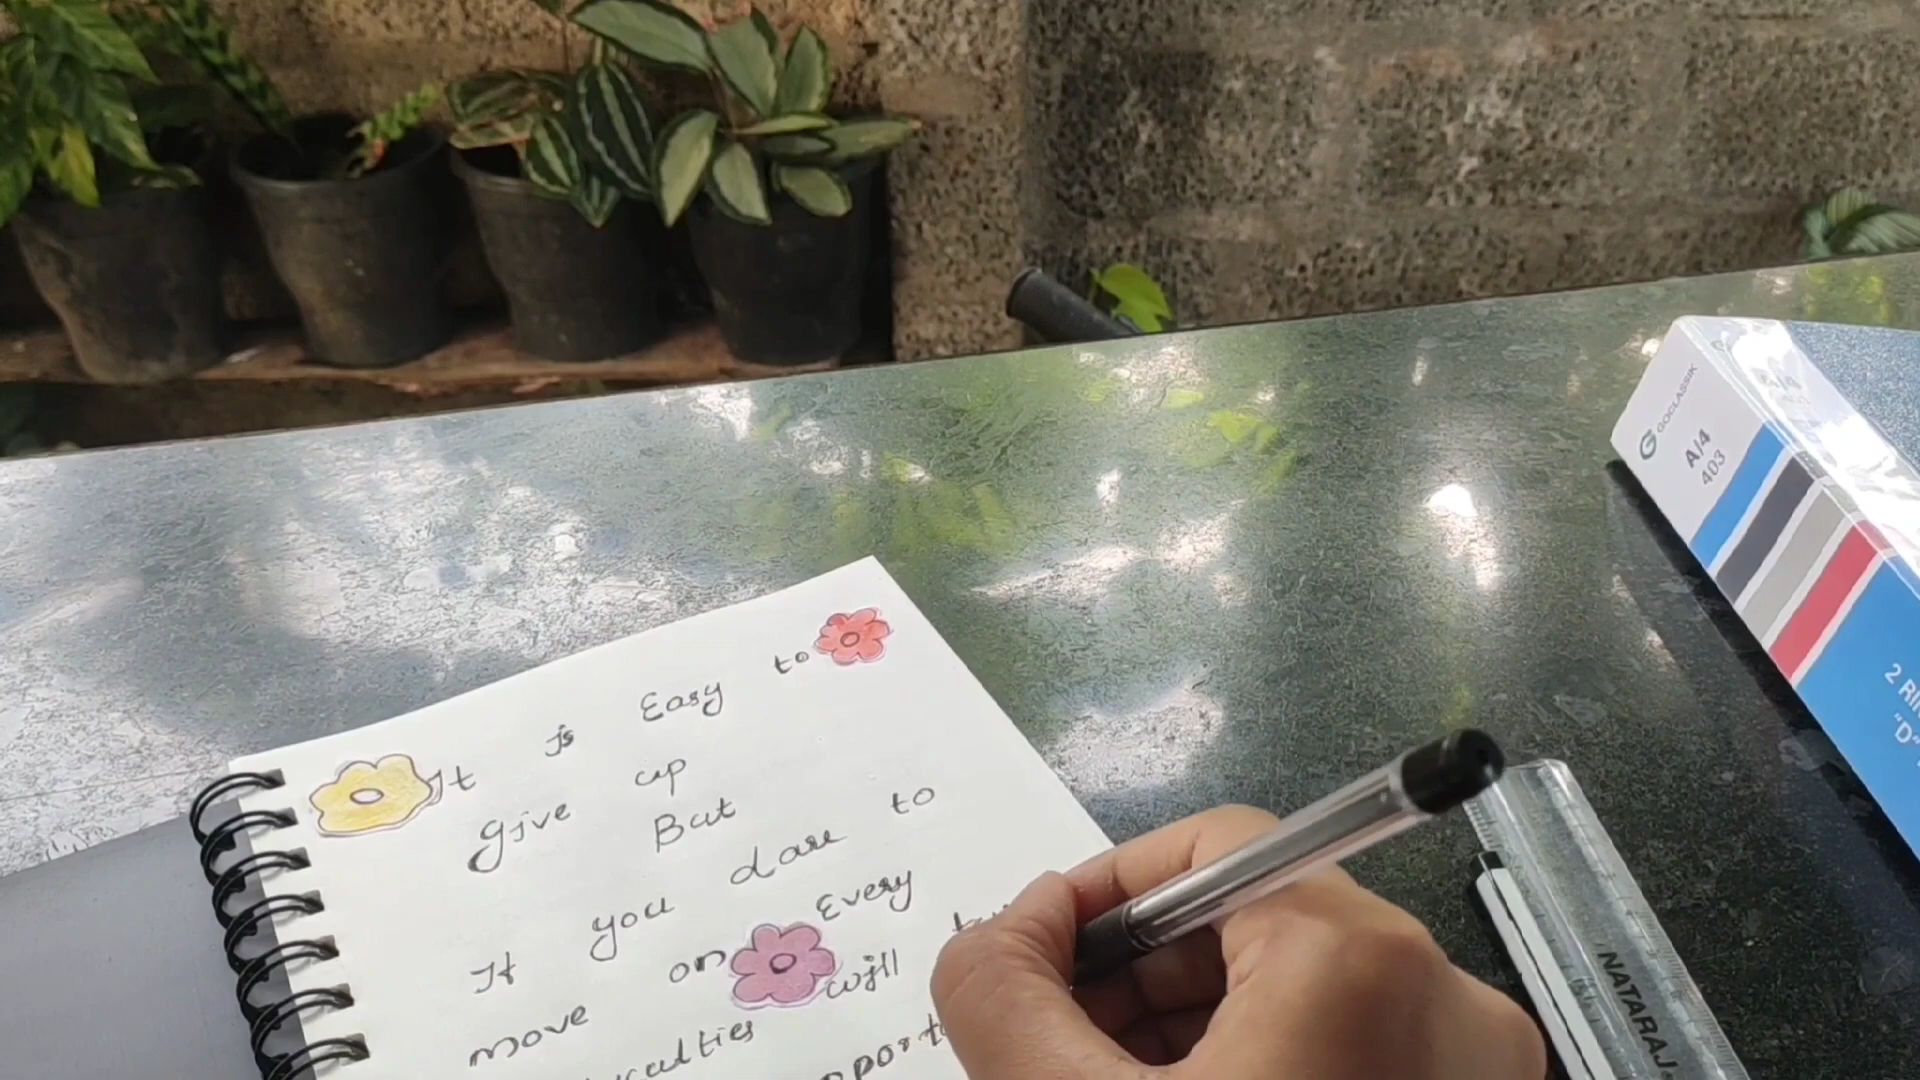 It is Easy to
give up
But
If you dare to
move on Every
will
GOCLASSIK
A/4
403
"D"
NATARAJ